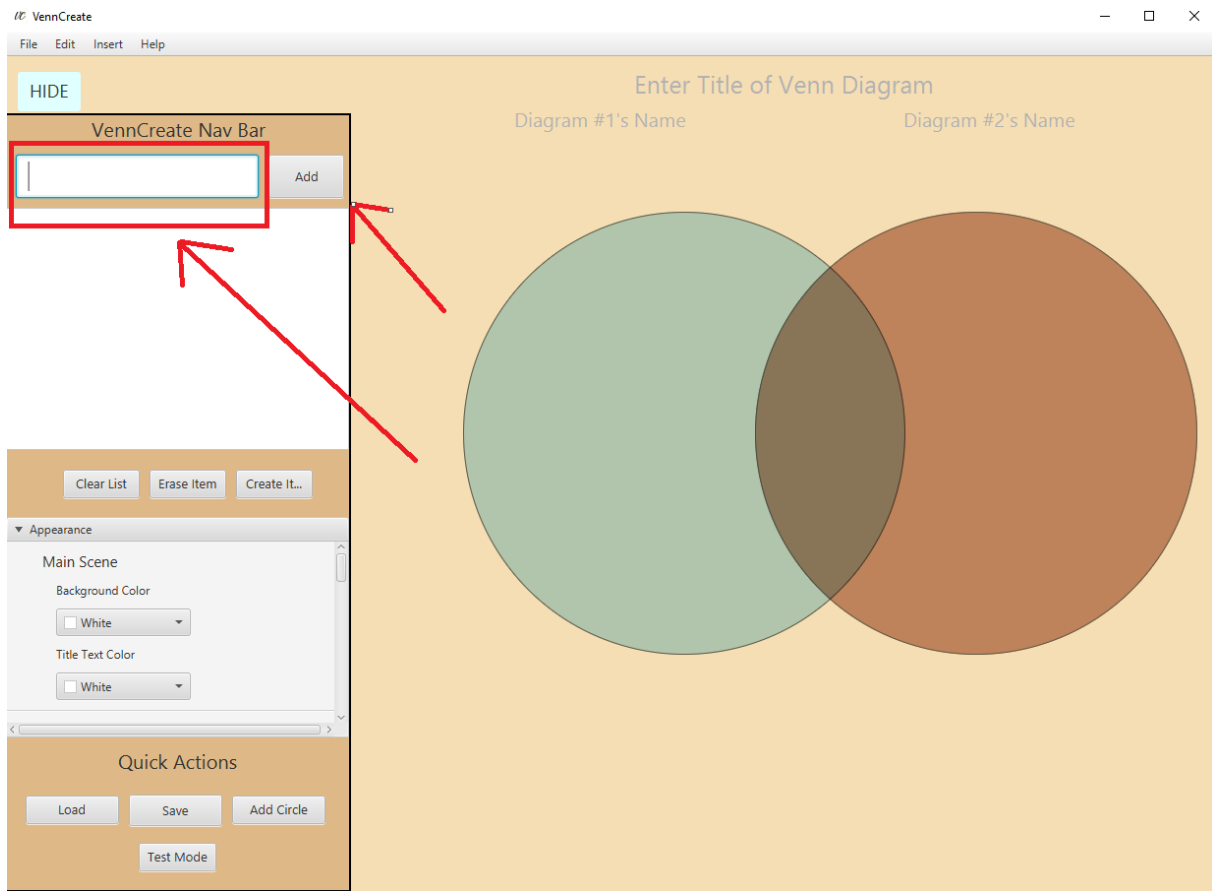 VC VennCreate
File Edit Insert Help
HIDE
Enter Title of Venn Diagram
Diagram #1's Name Diagram #2's Name
VennCreate Nav Bar
Add
Clear List Erase Item Create It...
Appearance
Main Scene
Background Color
White
Title Text Color
White
Quick Actions
Load Save Add Circle
Test Mode